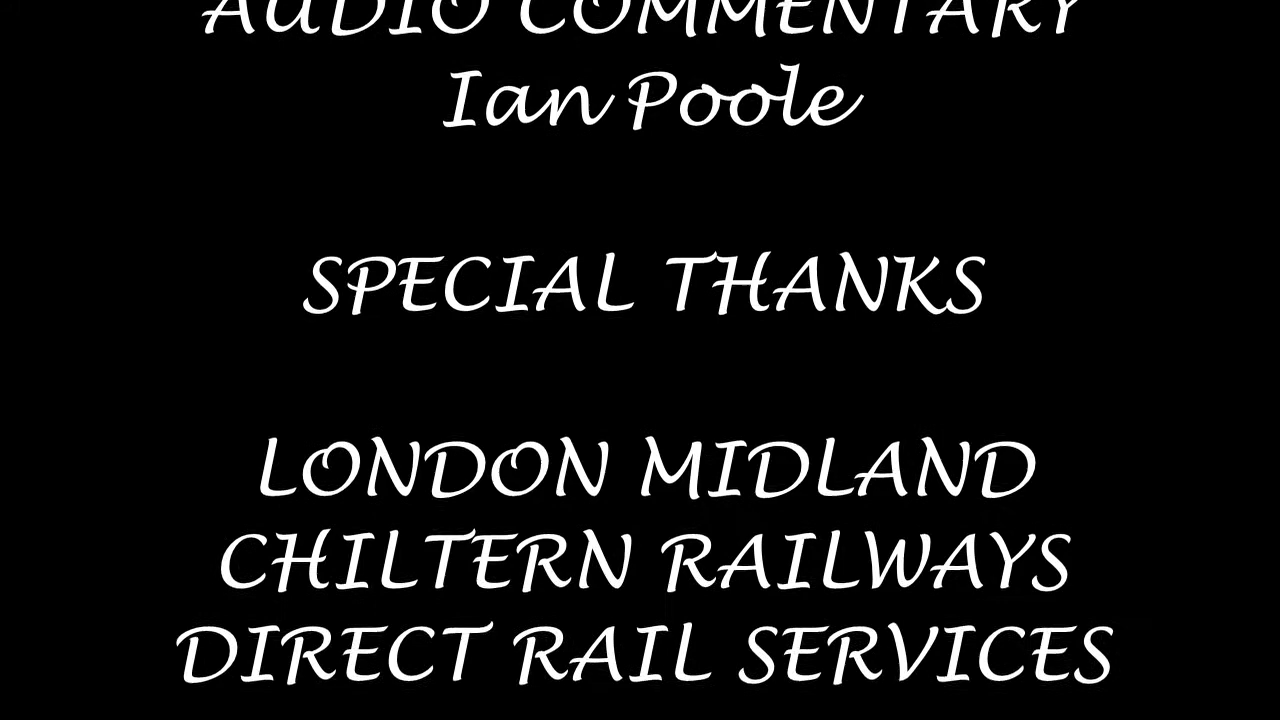 AUDIO COMMENTARY
Ian Poole
SPECIAL THANKS
LONDON MIDLAND
CHILTERN RAILWAYS
DIRECT RAIL SERVICES